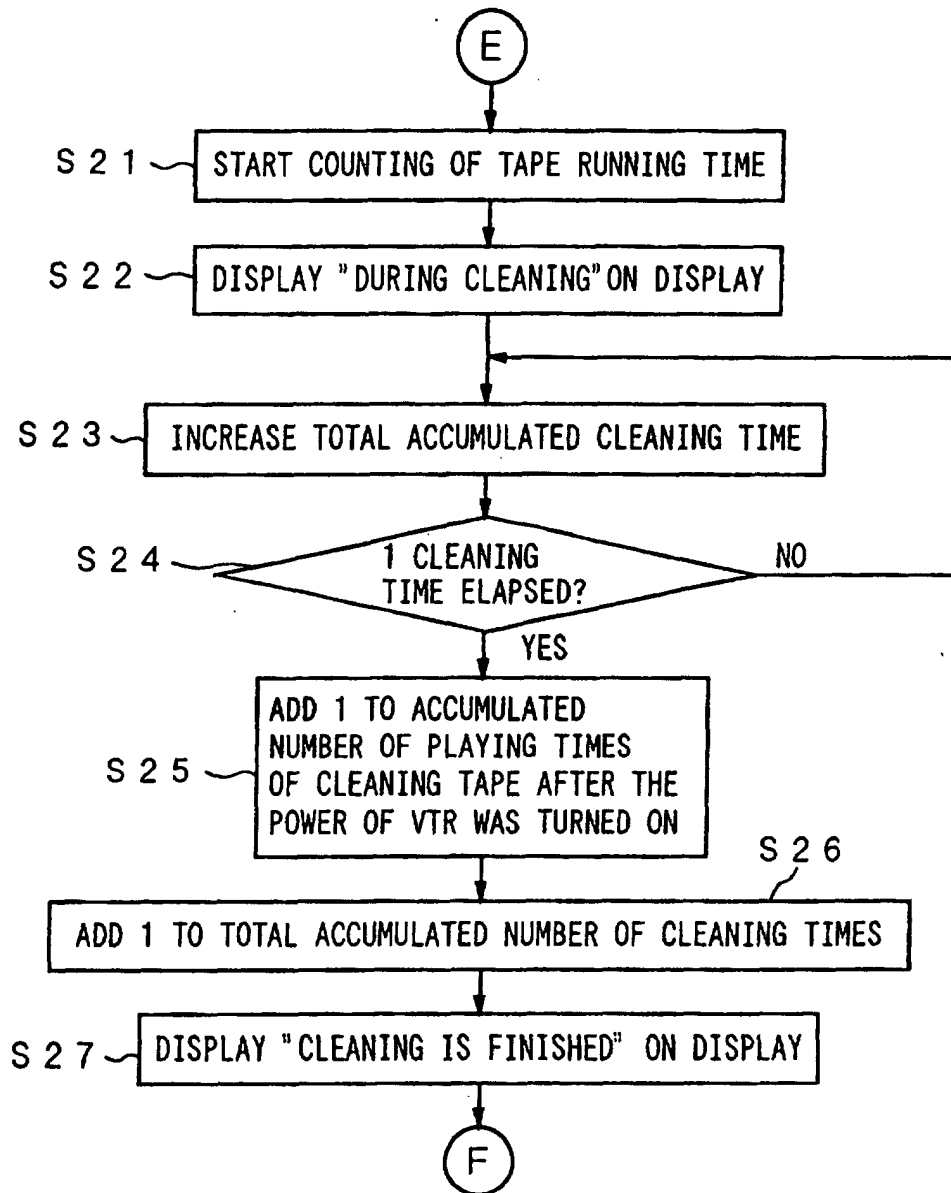 E
S21
START COUNTING OF TAPE RUNNING TIME
S22
DISPLAY "DURING CLEANING" ON DISPLAY
S23
INCREASE TOTAL ACCUMULATED CLEANING TIME
S24
1 CLEANING
TIME ELAPSED?
NO
YES
S25
ADD 1 TO ACCUMULATED
NUMBER OF PLAYING TIMES
OF CLEANING TAPE AFTER THE
POWER OF VTR WAS TURNED ON
S26
ADD 1 TO TOTAL ACCUMULATED NUMBER OF CLEANING TIMES
S27
DISPLAY "CLEANING IS FINISHED" ON DISPLAY
F